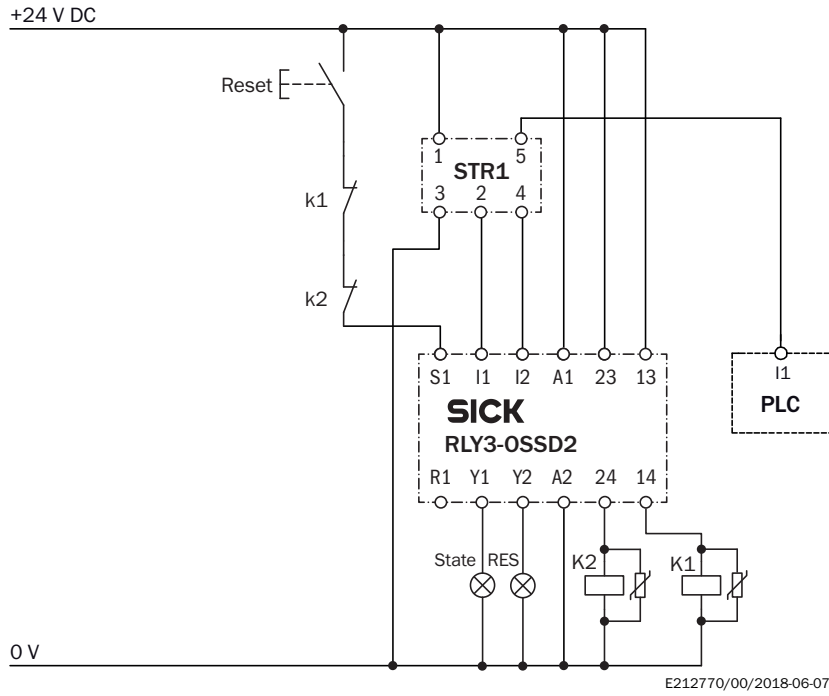 +24 V DC
Reset
1 5
STR1
3 2 4
k1
k2
S1 I1 I2 A1 23 13
I1
SICK
PLC
RLY3-OSSD2
R1 Y1 Y2 A2 24 14
State RES K2 K1
0 V
E212770/00/2018-06-07